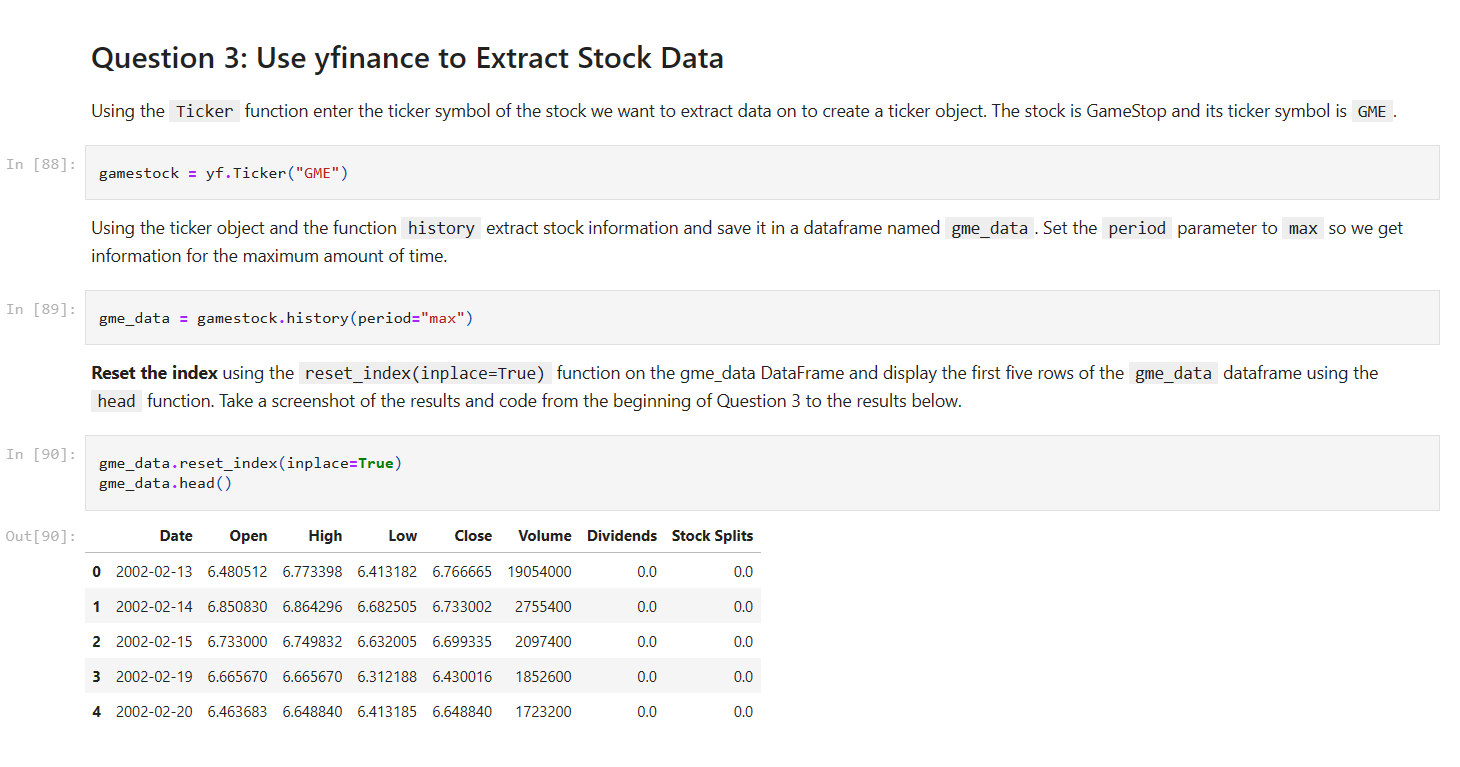 Question 3: Use yfinance to Extract Stock Data
Using the Ticker function enter the ticker symbol of the stock we want to extract data on to create a ticker object. The stock is GameStop and its ticker symbol is GME .
In [88]:
gamestock = yf.Ticker("GME")
Using the ticker object and the function history extract stock information and save it in a dataframe named gme_data . Set the period parameter to max so we get
information for the maximum amount of time.
In [89]:
gme_data = gamestock.history(period="max")
Reset the index using the reset_index(inplace=True) function on the gme_data DataFrame and display the first five rows of the gme_data dataframe using the
head function. Take a screenshot of the results and code from the beginning of Question 3 to the results below.
In [90]:
gme_data.reset_index(inplace=True)
gme_data.head()
Out[90]:
Date Open High Low Close Volume Dividends Stock Splits
0 2002-02-13 6.480512 6.773398 6.413182 6.766665 19054000 0.0 0.0
1 2002-02-14 6.850830 6.864296 6.682505 6.733002 2755400 0.0 0.0
2 2002-02-15 6.733000 6.749832 6.632005 6.699335 2097400 0.0 0.0
3 2002-02-19 6.665670 6.665670 6.312188 6.430016 1852600 0.0 0.0
4 2002-02-20 6.463683 6.648840 6.413185 6.648840 1723200 0.0 0.0